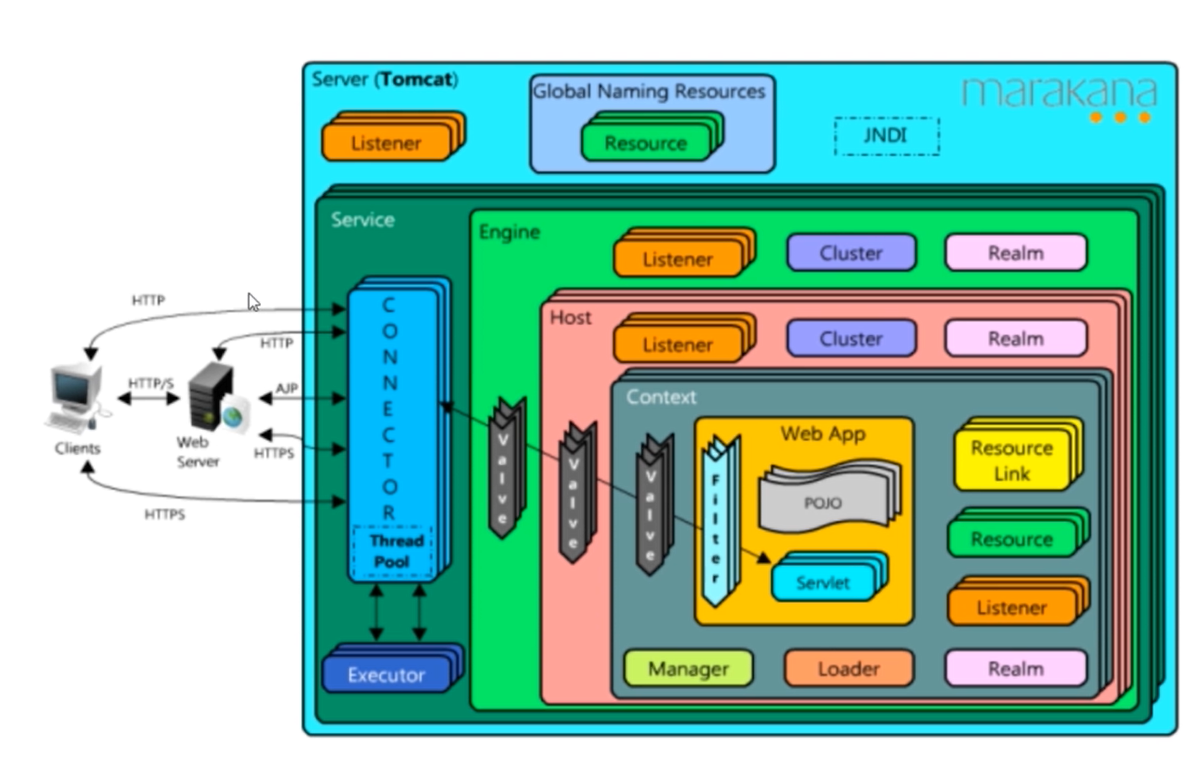 Server (Tomcat)
Global Naming Resources
marakana
Listener
Resource
JNDI
Service
Engine
Listener
Cluster
Realm
Host
Listener
Cluster
Realm
Context
Web App
Resource
Link
POJO
Resource
Servlet
Listener
Manager
Loader
Realm
Valve
Valve
Valve
Filter
CONNECTOR
Thread
Pool
Executor
HTTP
HTTP
HTTP/S
AJP
Clients
Web
Server
HTTPS
HTTPS